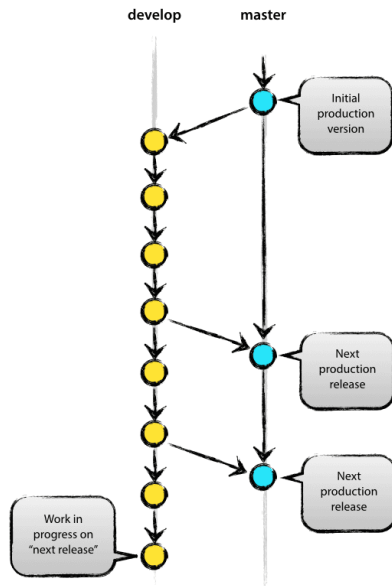 develop
master
Initial
production
version
Next
production
release
Next
production
release
Work in
progress on
“next release”